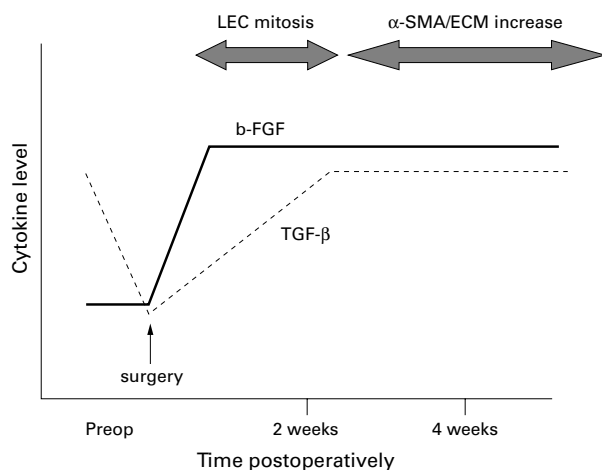 LEC mitosis
α-SMA/ECM increase
b-FGF
TGF-β
Cytokine level
surgery
Preop
2 weeks
4 weeks
Time postoperatively